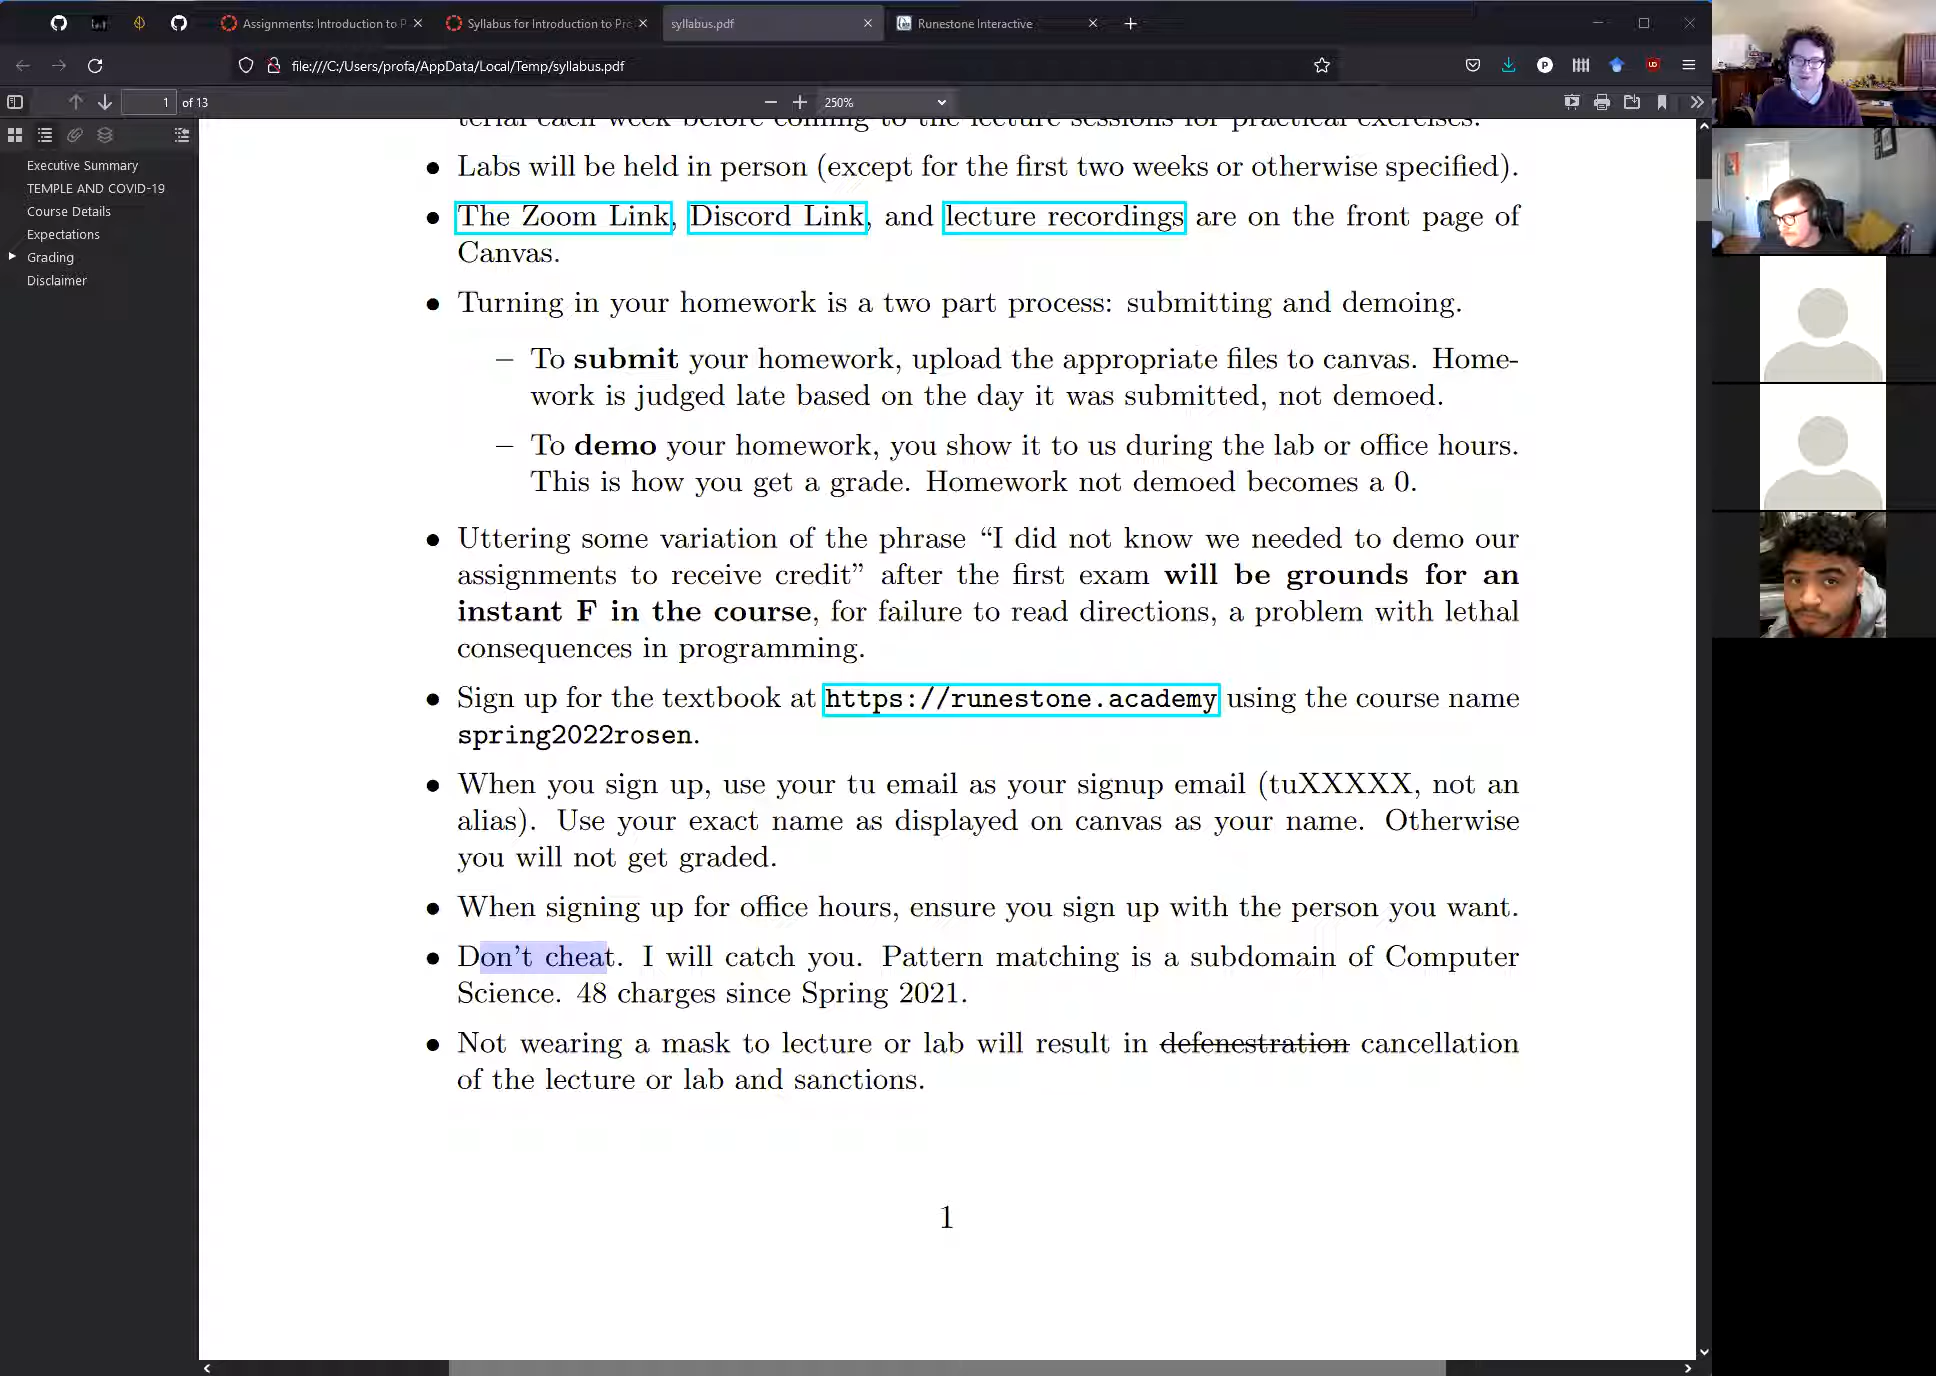 Assignments: Introduction to P
Syllabus for Introduction to Pr
syllabus.pdf
Runestone Interactive
file:///C:/Users/profa/AppData/Local/Temp/syllabus.pdf
1 of 13
250%
Executive Summary
TEMPLE AND COVID-19
Course Details
Expectations
Grading
Disclaimer
terial each week before coming to the lecture sessions for practical exercises.
• Labs will be held in person (except for the first two weeks or otherwise specified).
• The Zoom Link, Discord Link, and lecture recordings are on the front page of
Canvas.
• Turning in your homework is a two part process: submitting and demoing.
– To submit your homework, upload the appropriate files to canvas. Home-
work is judged late based on the day it was submitted, not demoed.
– To demo your homework, you show it to us during the lab or office hours.
This is how you get a grade. Homework not demoed becomes a 0.
• Uttering some variation of the phrase “I did not know we needed to demo our
assignments to receive credit” after the first exam will be grounds for an
instant F in the course, for failure to read directions, a problem with lethal
consequences in programming.
• Sign up for the textbook at https://runestone.academy using the course name
spring2022rosen.
• When you sign up, use your tu email as your signup email (tuXXXXX, not an
alias). Use your exact name as displayed on canvas as your name. Otherwise
you will not get graded.
• When signing up for office hours, ensure you sign up with the person you want.
• Don’t cheat. I will catch you. Pattern matching is a subdomain of Computer
Science. 48 charges since Spring 2021.
• Not wearing a mask to lecture or lab will result in defenestration cancellation
of the lecture or lab and sanctions.
1